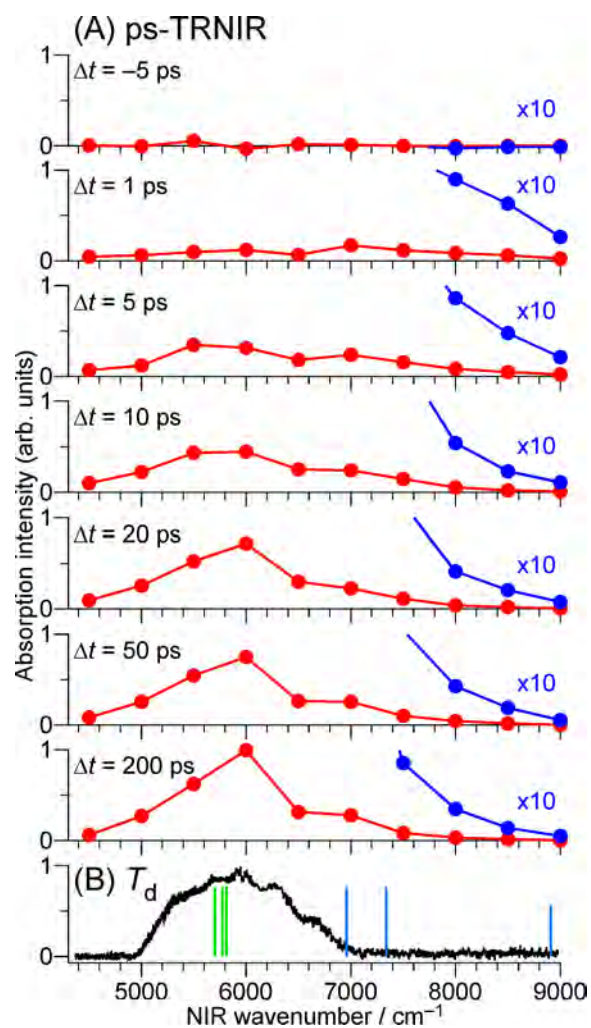 (A) ps-TRNIR
1
Δt = –5 ps
x10
0
1
Δt = 1 ps
x10
0
1
Δt = 5 ps
x10
0
1
Δt = 10 ps
x10
0
1
Δt = 20 ps
x10
0
1
Δt = 50 ps
x10
0
1
Δt = 200 ps
x10
0
Absorption intensity (arb. units)
1
(B) Td
0
5000 6000 7000 8000 9000
NIR wavenumber / cm⁻¹